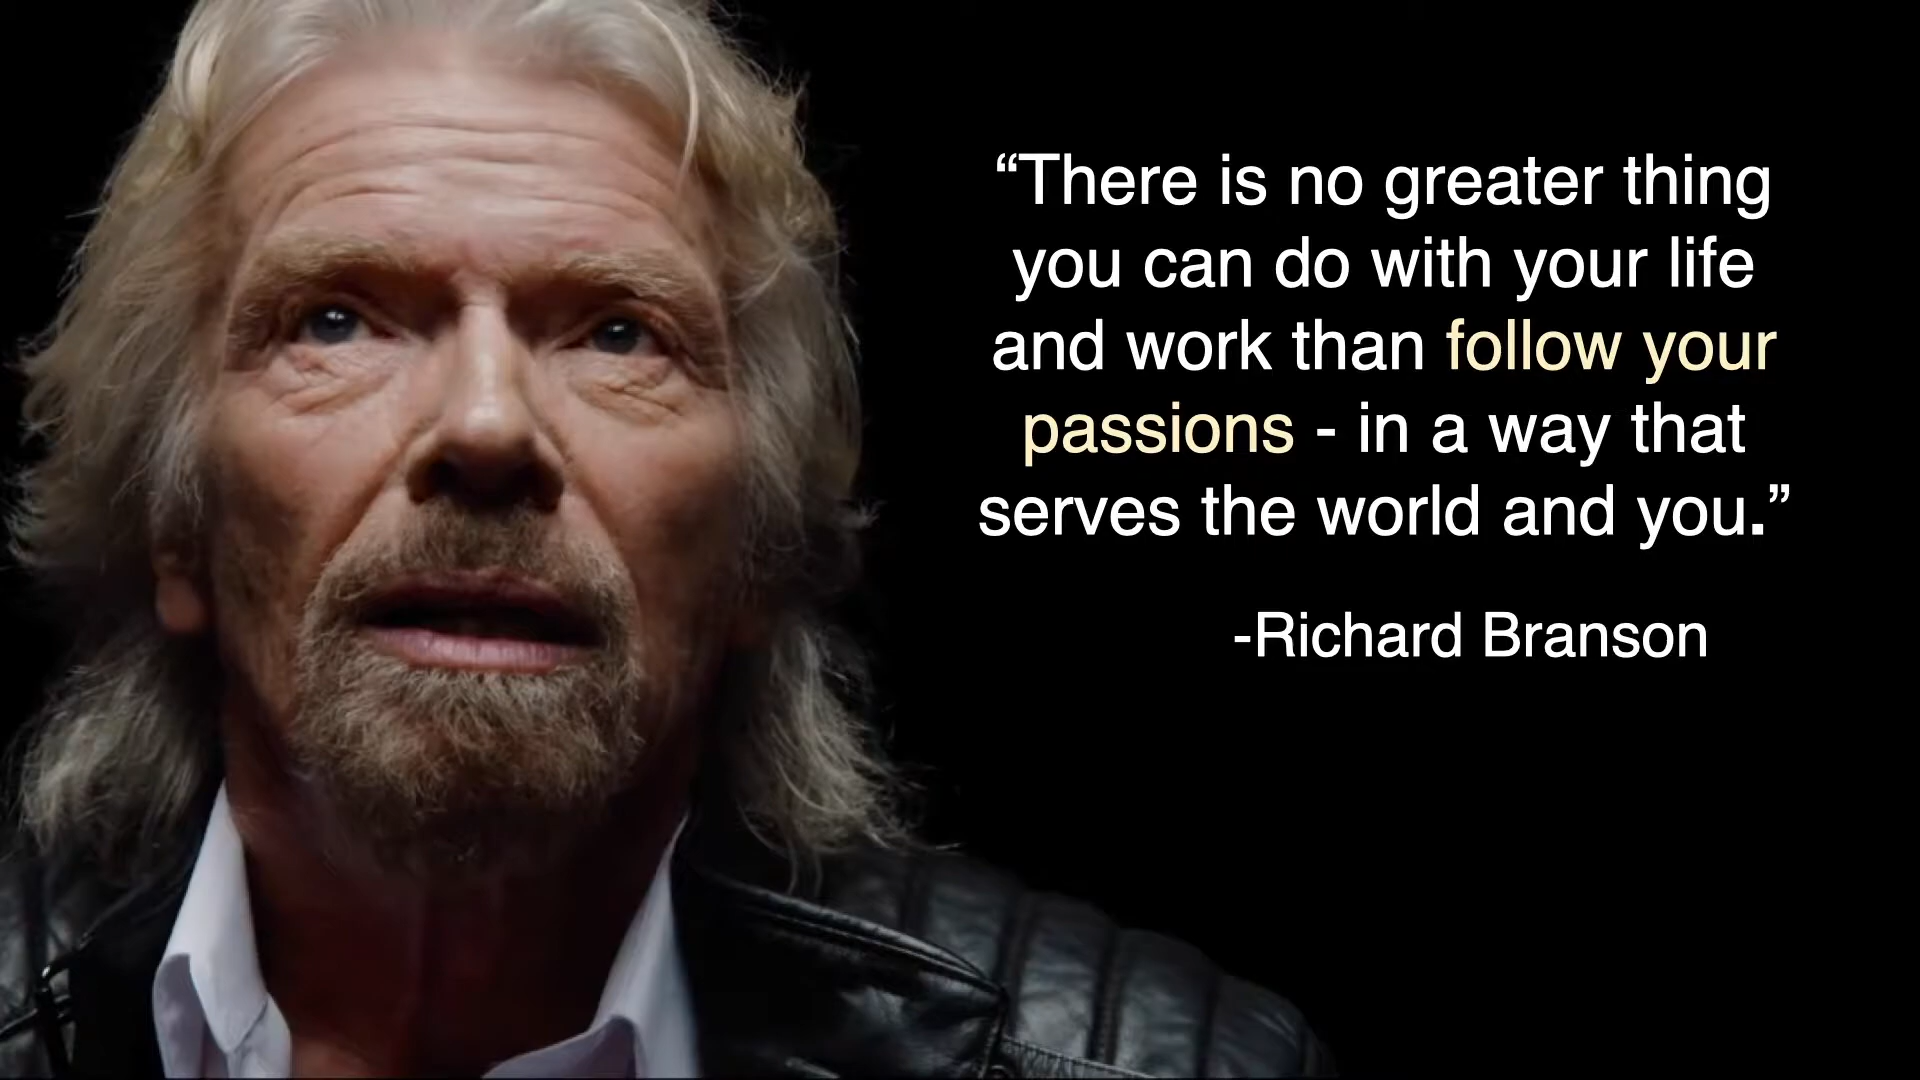 “There is no greater thing
you can do with your life
and work than follow your
passions - in a way that
serves the world and you.”
-Richard Branson